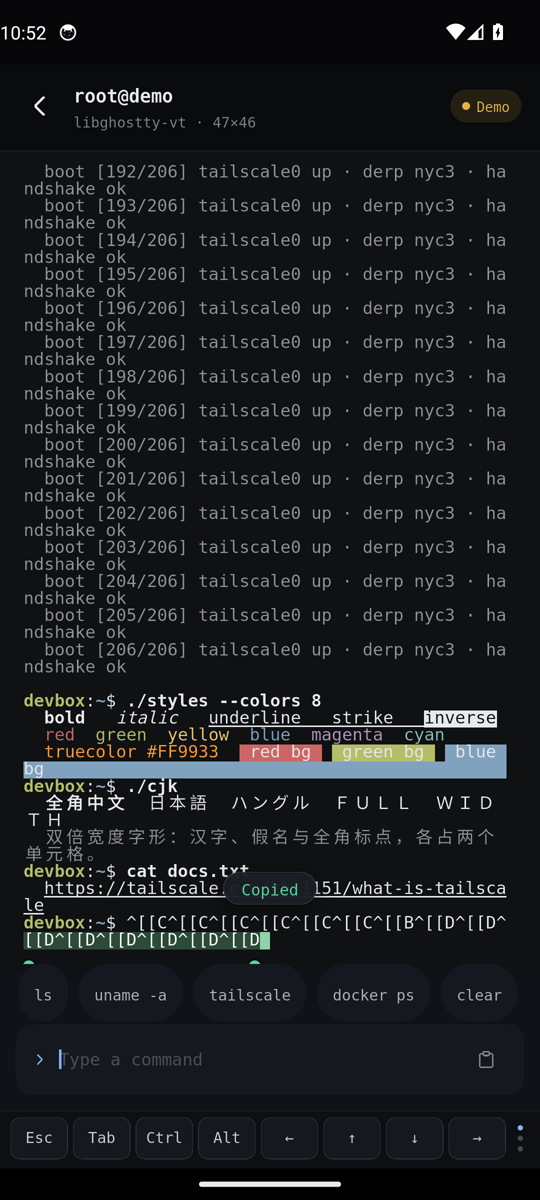 10:52
root@demo
libghostty-vt · 47×46
Demo
boot [192/206] tailscale0 up · derp nyc3 · ha
ndshake ok
boot [193/206] tailscale0 up · derp nyc3 · ha
ndshake ok
boot [194/206] tailscale0 up · derp nyc3 · ha
ndshake ok
boot [195/206] tailscale0 up · derp nyc3 · ha
ndshake ok
boot [196/206] tailscale0 up · derp nyc3 · ha
ndshake ok
boot [197/206] tailscale0 up · derp nyc3 · ha
ndshake ok
boot [198/206] tailscale0 up · derp nyc3 · ha
ndshake ok
boot [199/206] tailscale0 up · derp nyc3 · ha
ndshake ok
boot [200/206] tailscale0 up · derp nyc3 · ha
ndshake ok
boot [201/206] tailscale0 up · derp nyc3 · ha
ndshake ok
boot [202/206] tailscale0 up · derp nyc3 · ha
ndshake ok
boot [203/206] tailscale0 up · derp nyc3 · ha
ndshake ok
boot [204/206] tailscale0 up · derp nyc3 · ha
ndshake ok
boot [205/206] tailscale0 up · derp nyc3 · ha
ndshake ok
boot [206/206] tailscale0 up · derp nyc3 · ha
ndshake ok
devbox:~$ ./styles --colors 8
bold italic underline strike inverse
red green yellow blue magenta cyan
truecolor #FF9933 red bg green bg blue
bg
devbox:~$ ./cjk
全角中文 日本語 ハングル ＦＵＬＬ ＷＩＤ
ＴＨ
双倍宽度字形：汉字、假名与全角标点，各占两个
单元格。
devbox:~$ cat docs.txt
https://tailscale. 151/what-is-tailsca
le
Copied
devbox:~$ ^[[C^[[C^[[C^[[C^[[C^[[C^[[B^[[D^[[D^
[[D^[[D^[[D^[[D^[[D^[[D
ls
uname -a
tailscale
docker ps
clear
Type a command
Esc
Tab
Ctrl
Alt
←
↑
↓
→